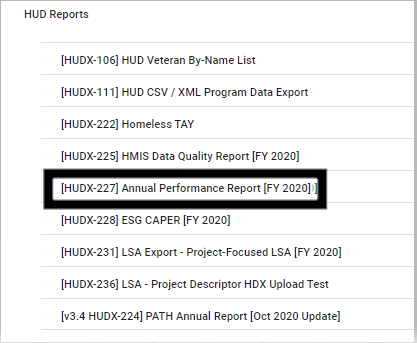 HUD Reports
[HUDX-106] HUD Veteran By-Name List
[HUDX-111] HUD CSV / XML Program Data Export
[HUDX-222] Homeless TAY
[HUDX-225] HMIS Data Quality Report [FY 2020]
[HUDX-227] Annual Performance Report [FY 2020]
[HUDX-228] ESG CAPER [FY 2020]
[HUDX-231] LSA Export - Project-Focused LSA [FY 2020]
[HUDX-236] LSA - Project Descriptor HDX Upload Test
[v3.4 HUDX-224] PATH Annual Report [Oct 2020 Update]